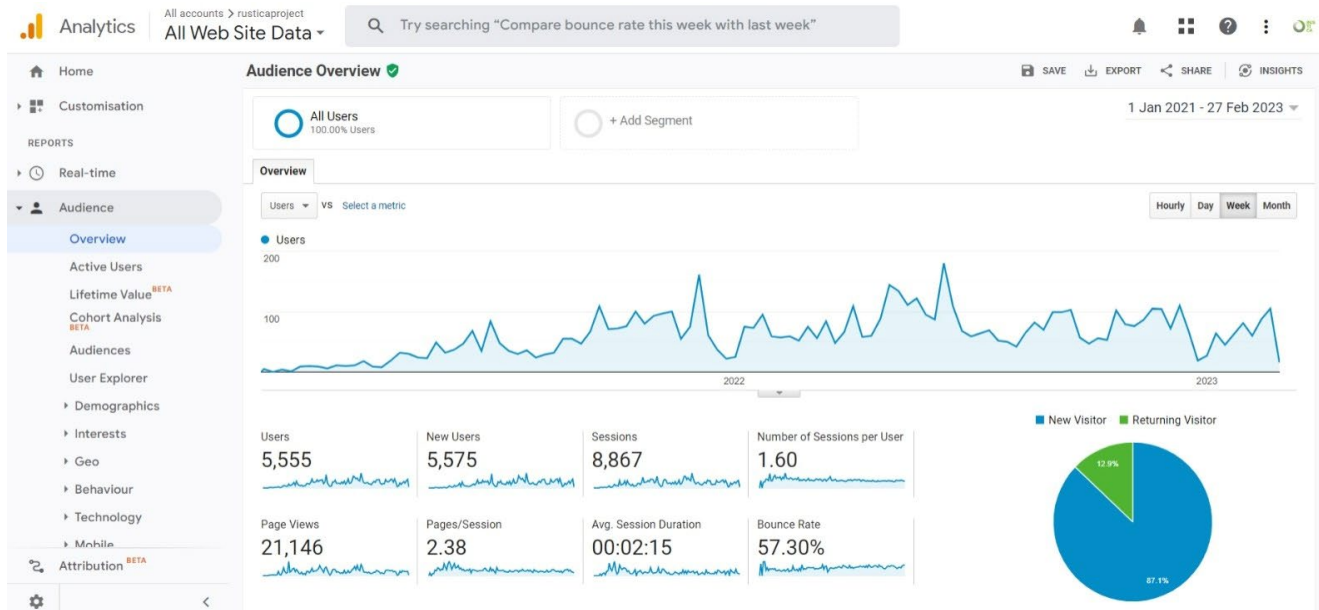 Analytics
All accounts > rusticaproject
All Web Site Data
Try searching “Compare bounce rate this week with last week”
Home
Customisation
REPORTS
Real-time
Audience
Overview
Active Users
Lifetime Value BETA
Cohort Analysis
BETA
Audiences
User Explorer
Demographics
Interests
Geo
Behaviour
Technology
Mobile
Attribution BETA
Audience Overview
SAVE
EXPORT
SHARE
INSIGHTS
All Users
100.00% Users
+ Add Segment
1 Jan 2021 - 27 Feb 2023
Overview
Users VS Select a metric
Hourly Day Week Month
Users
200
100
2022
2023
Users
5,555
New Users
5,575
Sessions
8,867
Number of Sessions per User
1.60
Page Views
21,146
Pages/Session
2.38
Avg. Session Duration
00:02:15
Bounce Rate
57.30%
New Visitor Returning Visitor
12.9%
87.1%